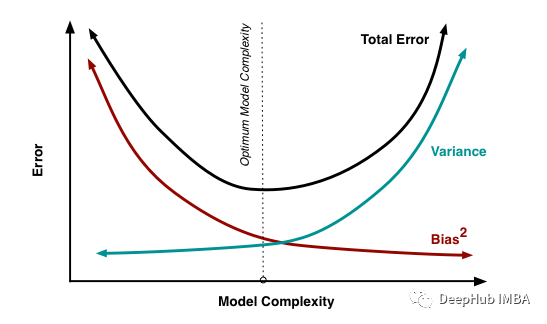 Total Error
Optimum Model Complexity
Error
Variance
Bias2
Model Complexity
DeepHub IMBA